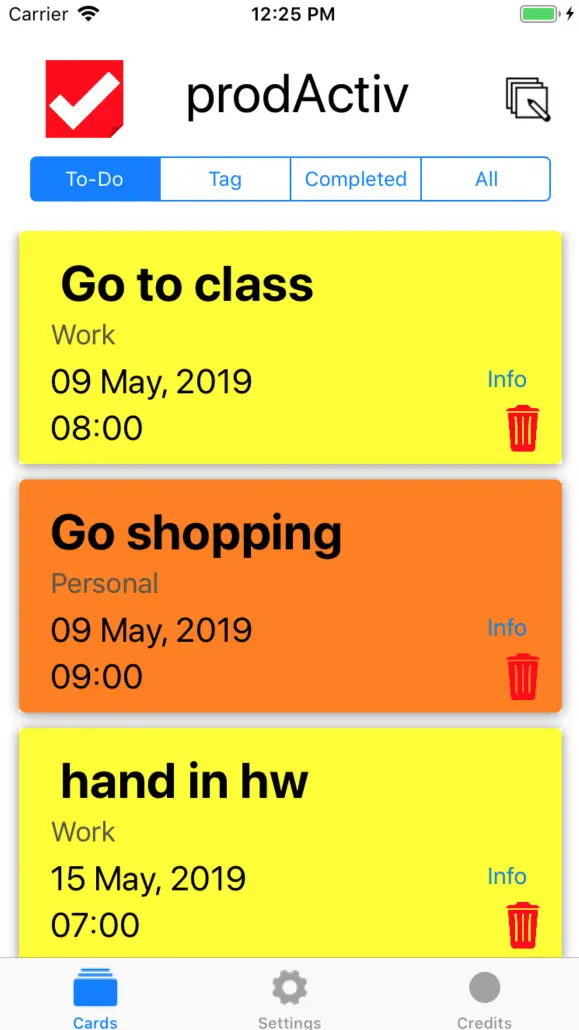 Carrier 12:25 PM
prodActiv
To-Do Tag Completed All
Go to class
Work
09 May, 2019
Info
08:00
Go shopping
Personal
09 May, 2019
Info
09:00
hand in hw
Work
15 May, 2019
Info
07:00
Cards Settings Credits